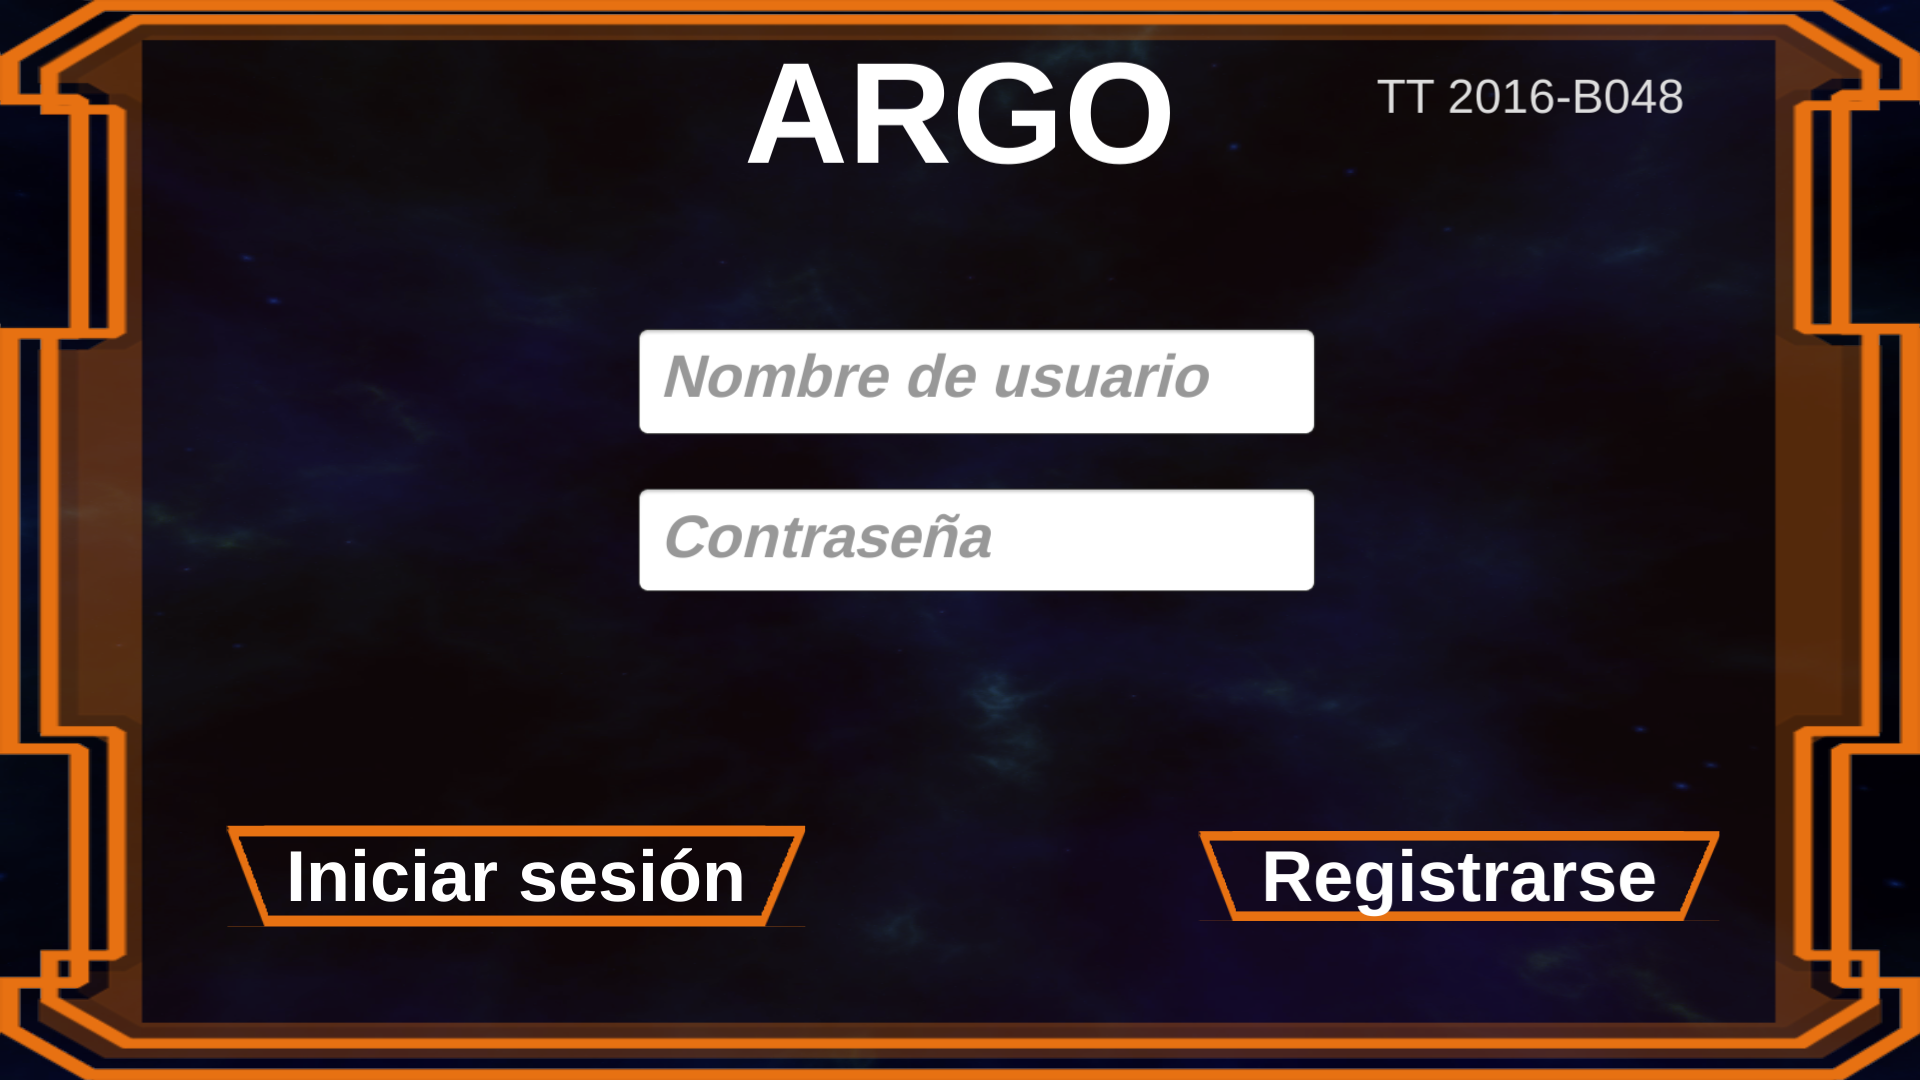 ARGO
TT 2016-B048
Nombre de usuario
Contraseña
Iniciar sesión
Registrarse